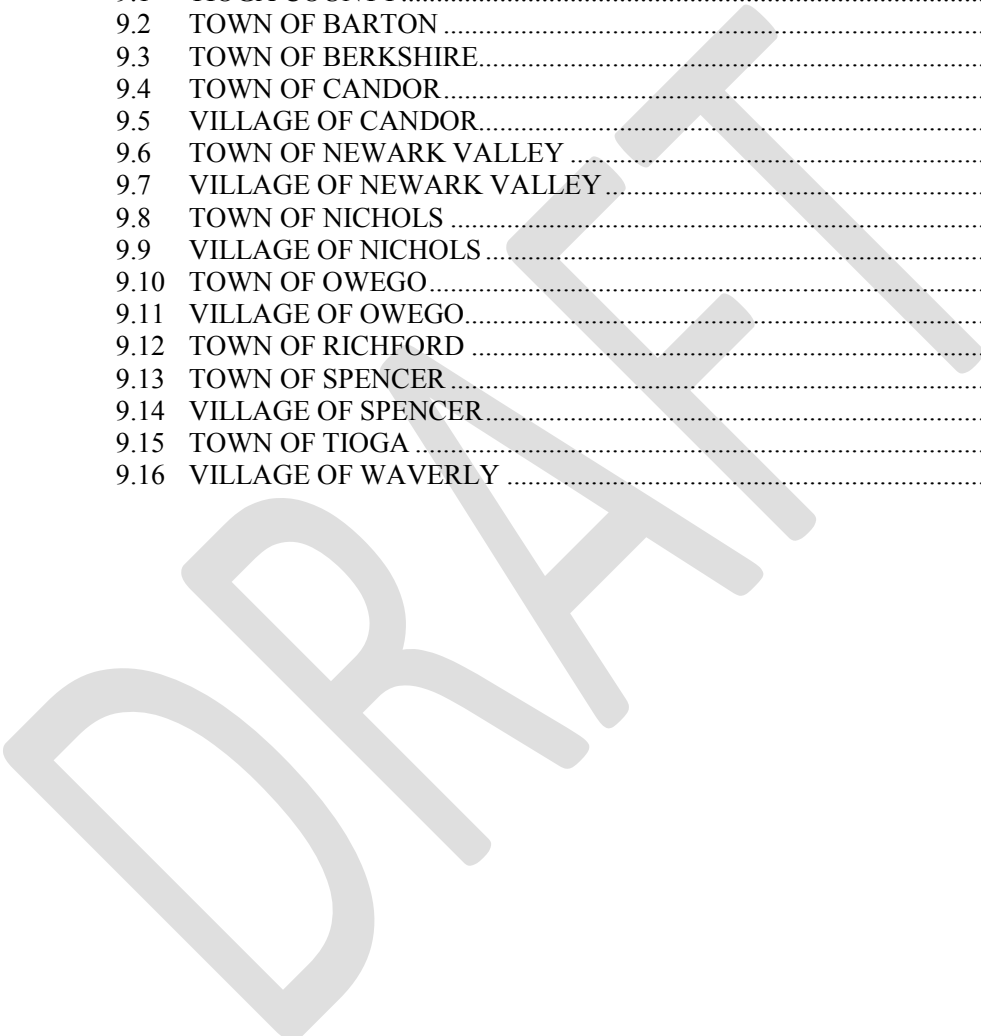 9.2 TOWN OF BARTON ........................................................................
9.3 TOWN OF BERKSHIRE..................................................................
9.4 TOWN OF CANDOR........................................................................
9.5 VILLAGE OF CANDOR..................................................................
9.6 TOWN OF NEWARK VALLEY ......................................................
9.7 VILLAGE OF NEWARK VALLEY.................................................
9.8 TOWN OF NICHOLS ......................................................................
9.9 VILLAGE OF NICHOLS.................................................................
9.10 TOWN OF OWEGO..........................................................................
9.11 VILLAGE OF OWEGO....................................................................
9.12 TOWN OF RICHFORD ...................................................................
9.13 TOWN OF SPENCER ......................................................................
9.14 VILLAGE OF SPENCER.................................................................
9.15 TOWN OF TIOGA ...........................................................................
9.16 VILLAGE OF WAVERLY ..............................................................
DRAFT